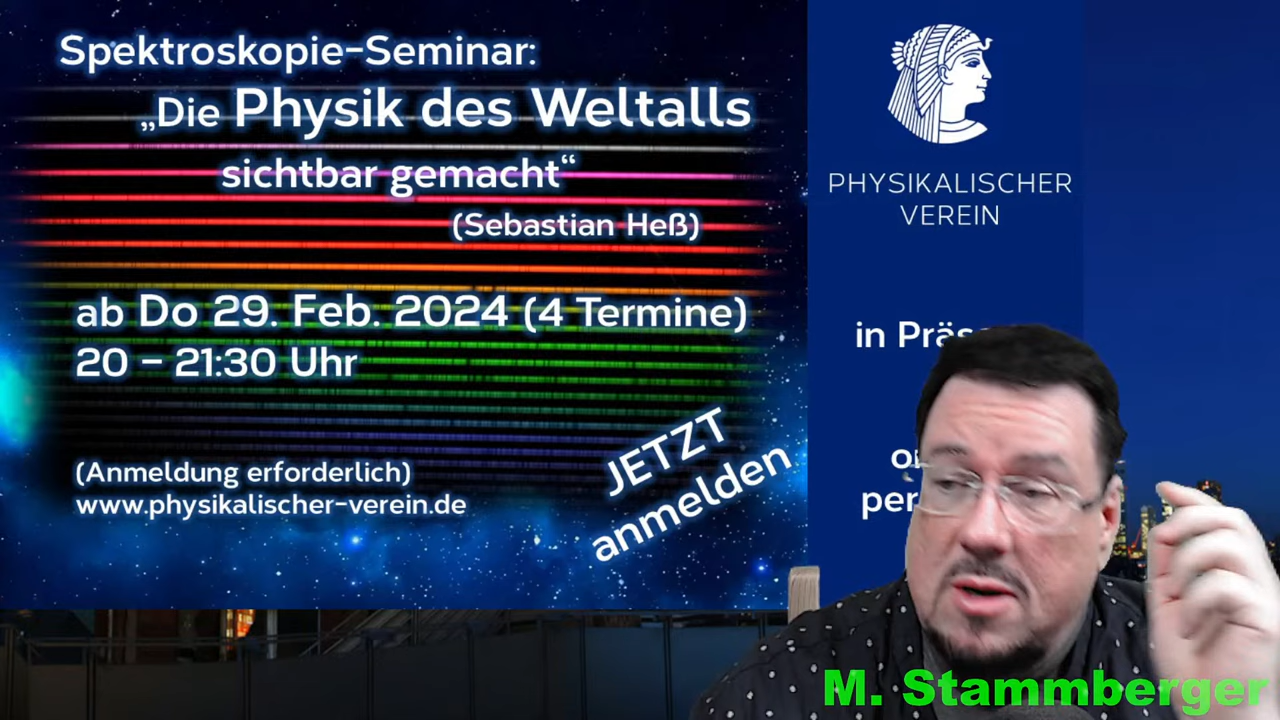 Spektroskopie-Seminar:
„Die Physik des Weltalls
sichtbar gemacht“
(Sebastian Heß)
ab Do 29. Feb. 2024 (4 Termine)
20 – 21:30 Uhr
(Anmeldung erforderlich)
www.physikalischer-verein.de
JETZT
anmelden
PHYSIKALISCHER
VEREIN
in
M. Stammberger